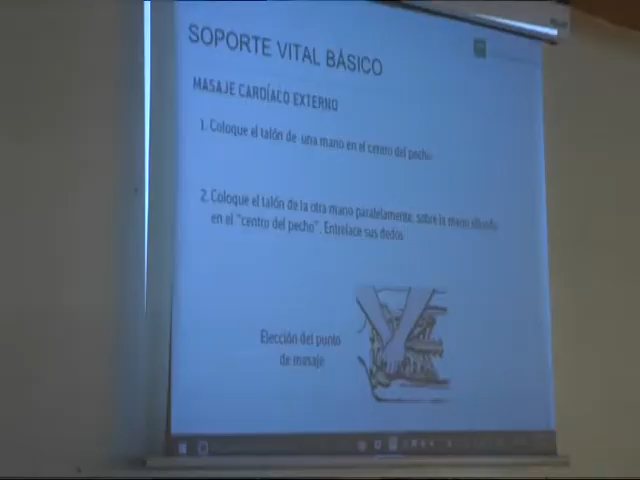 SOPORTE VITAL BÁSICO
MASAJE CARDÍACO EXTERNO
1. Coloque el talón de una mano en el centro del pecho
2. Coloque el talón de la otra mano paralelamente, sobre la mano situada
en el "centro del pecho". Entrelace sus dedos
Elección del punto
de masaje